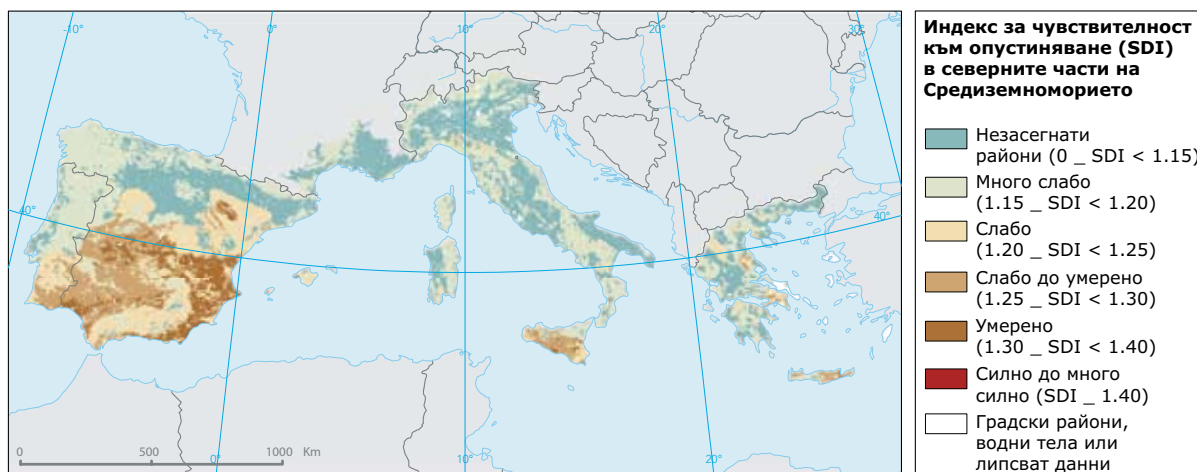 -10°
0°
10°
20°
30°
40°
40°
0°
10°
20°
0 500 1000 Km
Индекс за чувствителност
към опустиняване (SDI)
в северните части на
Средиземноморието
Незасегнати
райони (0 _ SDI < 1.15)
Много слабо
(1.15 _ SDI < 1.20)
Слабо
(1.20 _ SDI < 1.25)
Слабо до умерено
(1.25 _ SDI < 1.30)
Умерено
(1.30 _ SDI < 1.40)
Силно до много
силно (SDI _ 1.40)
Градски райони,
водни тела или
липсват данни